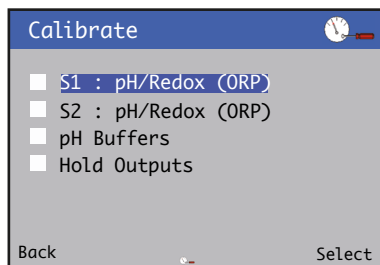 Calibrate
S1 : pH/Redox (ORP)
S2 : pH/Redox (ORP)
pH Buffers
Hold Outputs
Back Select